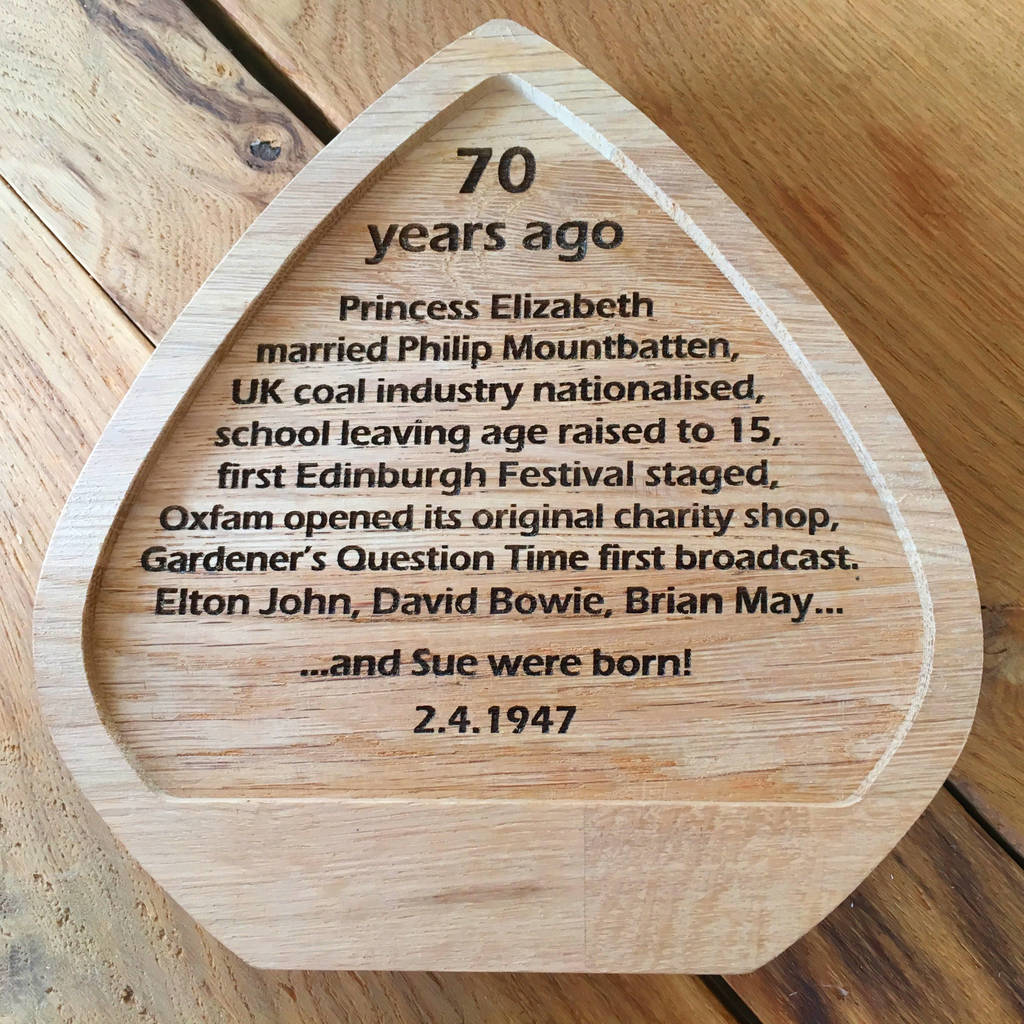 70
years ago
Princess Elizabeth
married Philip Mountbatten,
UK coal industry nationalised,
school leaving age raised to 15,
first Edinburgh Festival staged,
Oxfam opened its original charity shop,
Gardener's Question Time first broadcast.
Elton John, David Bowie, Brian May...
...and Sue were born!
2.4.1947